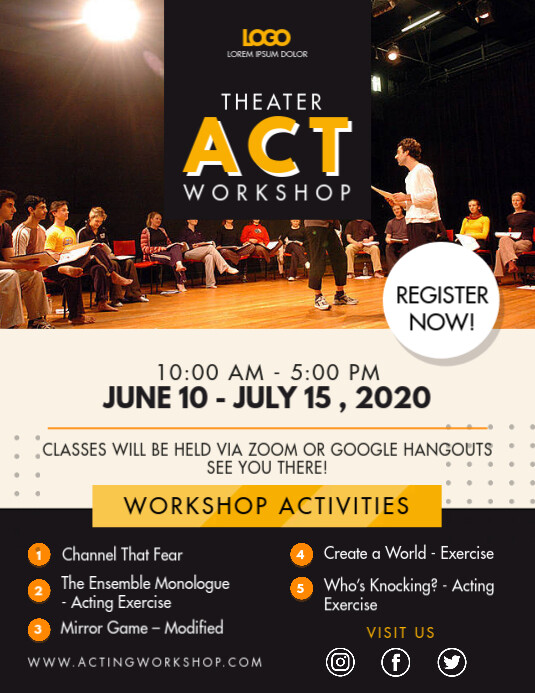 LOGO
LOREM IPSUM DOLOR
THEATER
ACT
WORKSHOP
REGISTER
NOW!
10:00 AM - 5:00 PM
JUNE 10 - JULY 15 , 2020
CLASSES WILL BE HELD VIA ZOOM OR GOOGLE HANGOUTS
SEE YOU THERE!
WORKSHOP ACTIVITIES
1 Channel That Fear
2 The Ensemble Monologue
- Acting Exercise
3 Mirror Game – Modified
4 Create a World - Exercise
5 Who's Knocking? - Acting
Exercise
VISIT US
WWW.ACTINGWORKSHOP.COM